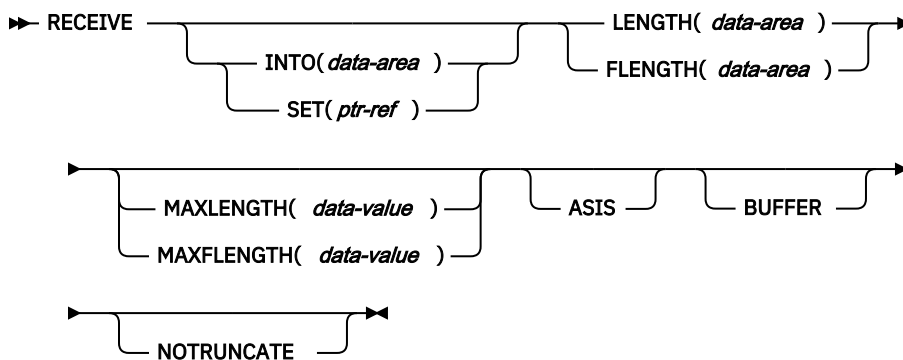 RECEIVE
INTO( data-area )
SET( ptr-ref )
LENGTH( data-area )
FLENGTH( data-area )
MAXLENGTH( data-value )
MAXFLENGTH( data-value )
ASIS
BUFFER
NOTRUNCATE